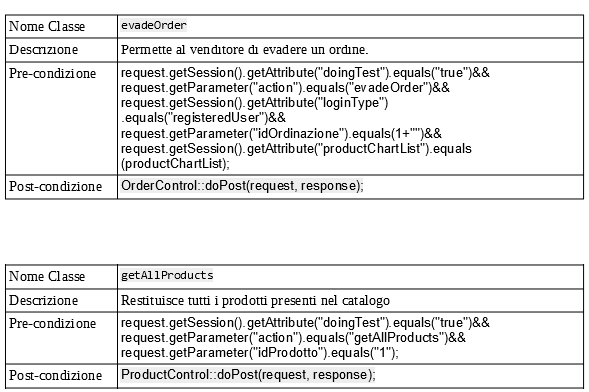 Nome Classe evadeOrder
Descrizione Permette al venditore di evadere un ordine.
Pre-condizione request.getSession().getAttribute("doingTest").equals("true")&&
request.getParameter("action").equals("evadeOrder")&&
request.getSession().getAttribute("loginType")
.equals("registeredUser")&&
request.getParameter("idOrdinazione").equals(1+"")&&
request.getSession().getAttribute("productChartList").equals
(productChartList);
Post-condizione OrderControl::doPost(request, response);
Nome Classe getAllProducts
Descrizione Restituisce tutti i prodotti presenti nel catalogo
Pre-condizione request.getSession().getAttribute("doingTest").equals("true")&&
request.getParameter("action").equals("getAllProducts")&&
request.getParameter("idProdotto").equals("1");
Post-condizione ProductControl::doPost(request, response);